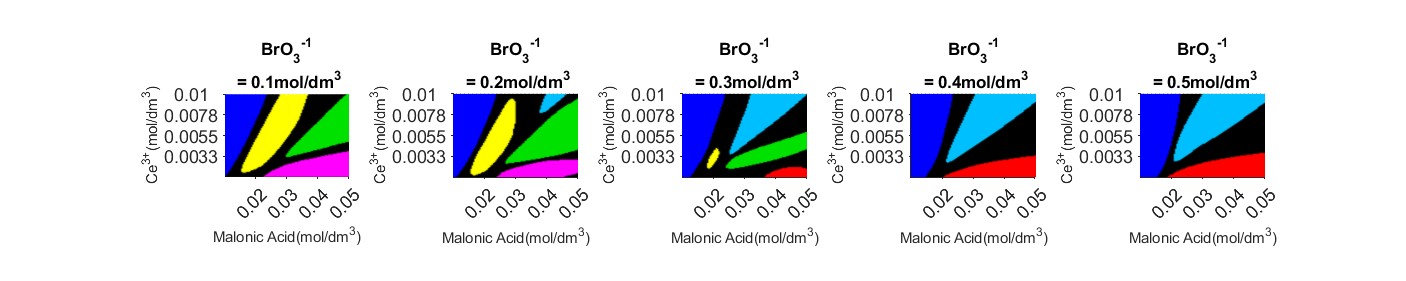 BrO₃⁻¹
= 0.1mol/dm³
Ce³⁺(mol/dm³)
0.01
0.0078
0.0055
0.0033
0.02
0.03
0.04
0.05
Malonic Acid(mol/dm³)
BrO₃⁻¹
= 0.2mol/dm³
Ce³⁺(mol/dm³)
0.01
0.0078
0.0055
0.0033
0.02
0.03
0.04
0.05
Malonic Acid(mol/dm³)
BrO₃⁻¹
= 0.3mol/dm³
Ce³⁺(mol/dm³)
0.01
0.0078
0.0055
0.0033
0.02
0.03
0.04
0.05
Malonic Acid(mol/dm³)
BrO₃⁻¹
= 0.4mol/dm³
Ce³⁺(mol/dm³)
0.01
0.0078
0.0055
0.0033
0.02
0.03
0.04
0.05
Malonic Acid(mol/dm³)
BrO₃⁻¹
= 0.5mol/dm³
Ce³⁺(mol/dm³)
0.01
0.0078
0.0055
0.0033
0.02
0.03
0.04
0.05
Malonic Acid(mol/dm³)